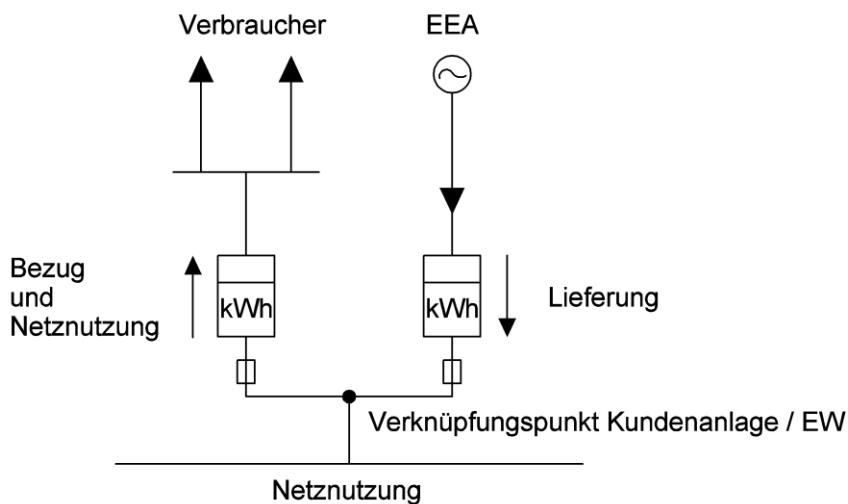 Verbraucher
EEA
Bezug
und
Netznutzung
kWh
kWh
Lieferung
Verknüpfungspunkt Kundenanlage / EW
Netznutzung